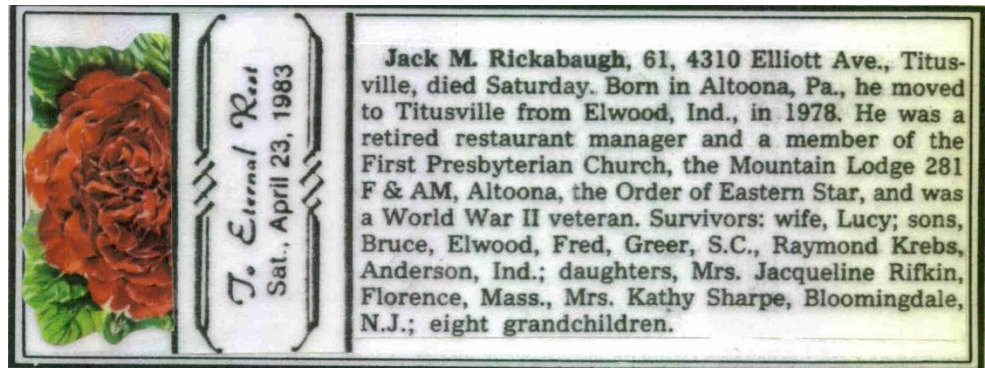 To Eternal Rest
Sat., April 23, 1983
Jack M. Rickabaugh, 61, 4310 Elliott Ave., Titus-
ville, died Saturday. Born in Altoona, Pa., he moved
to Titusville from Elwood, Ind., in 1978. He was a
retired restaurant manager and a member of the
First Presbyterian Church, the Mountain Lodge 281
F & AM, Altoona, the Order of Eastern Star, and was
a World War II veteran. Survivors: wife, Lucy; sons,
Bruce, Elwood, Fred, Greer, S.C., Raymond Krebs,
Anderson, Ind.; daughters, Mrs. Jacqueline Rifkin,
Florence, Mass., Mrs. Kathy Sharpe, Bloomingdale,
N.J.; eight grandchildren.